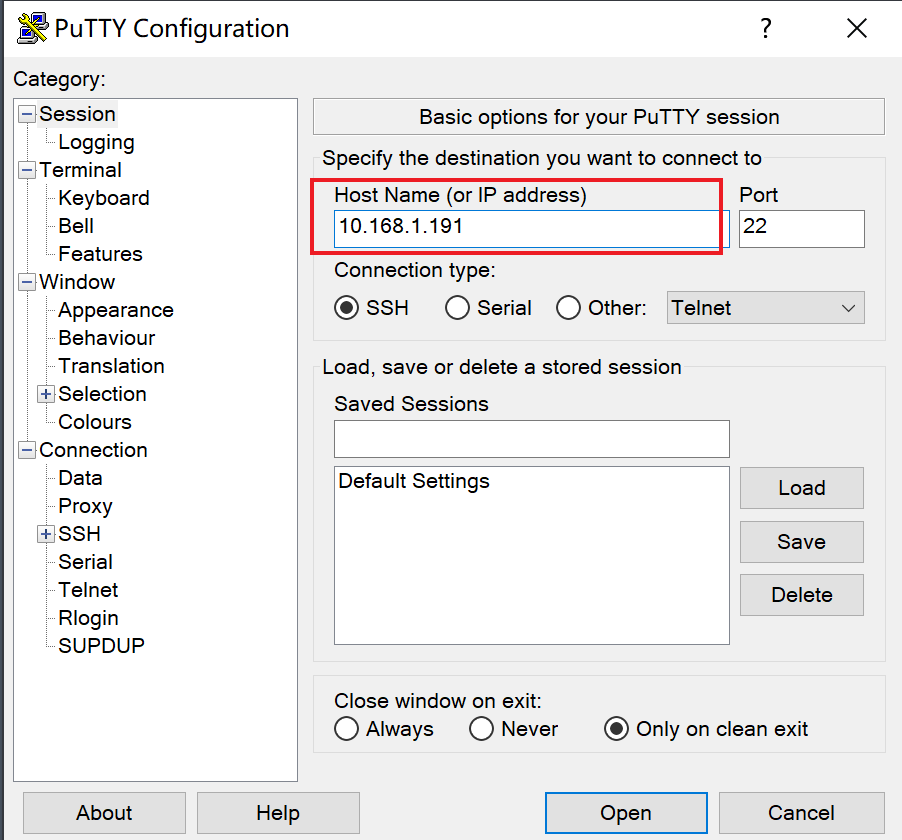 PuTTY Configuration
?
Category:
Session
Logging
Terminal
Keyboard
Bell
Features
Window
Appearance
Behaviour
Translation
Selection
Colours
Connection
Data
Proxy
SSH
Serial
Telnet
Rlogin
SUPDUP
Basic options for your PuTTY session
Specify the destination you want to connect to
Host Name (or IP address) Port
10.168.1.191 22
Connection type:
SSH Serial Other: Telnet
Load, save or delete a stored session
Saved Sessions
Default Settings
Load
Save
Delete
Close window on exit:
Always Never Only on clean exit
About Help Open Cancel